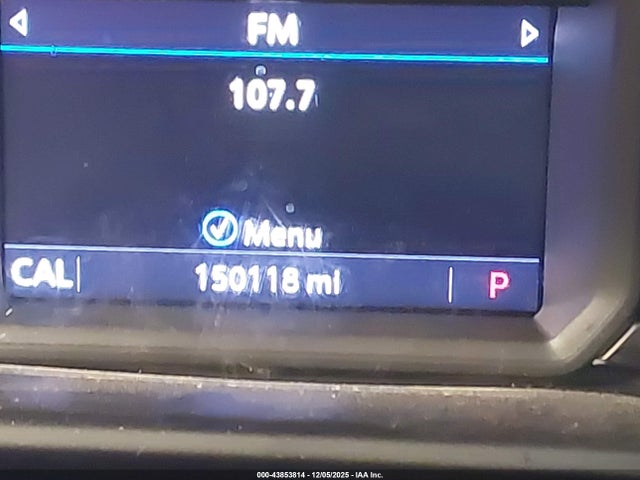 FM
107.7
Menu
CAL 150118 mi P
000-43853814 - 12/05/2025 - IAA Inc.